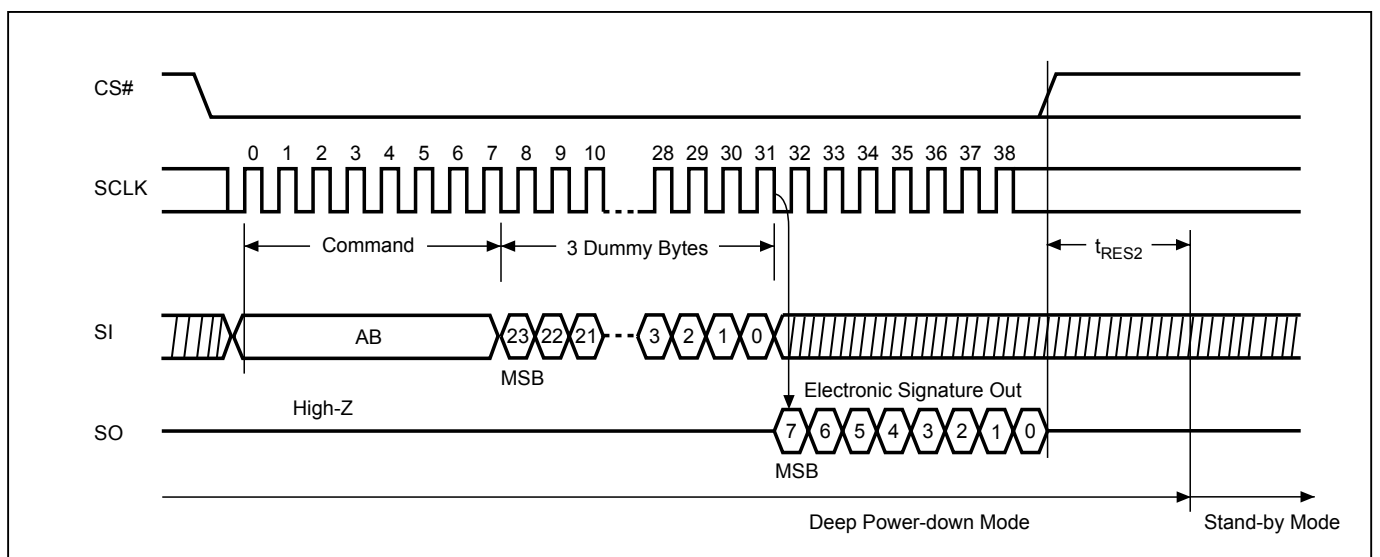 CS#
0 1 2 3 4 5 6 7 8 9 10 28 29 30 31 32 33 34 35 36 37 38
SCLK
Command 3 Dummy Bytes tRES2
SI AB 23 22 21 3 2 1 0
MSB
High-Z Electronic Signature Out
SO 7 6 5 4 3 2 1 0
MSB
Deep Power-down Mode Stand-by Mode